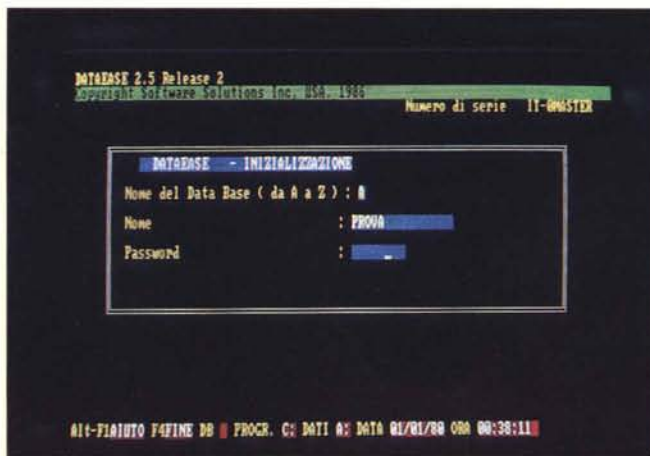 DATAEASE 2.5 Release 2
Copyright Software Solutions Inc, USA, 1986
Numero di serie IT-0MASTER
DATAEASE - INIZIALIZZAZIONE
Nome del Data Base ( da A a Z ) : A
Nome : PROVA
Password :
Alt-F1AIUTO F4FINE DB PROGR. C: DATI A: DATA 01/01/80 ORA 00:38:11